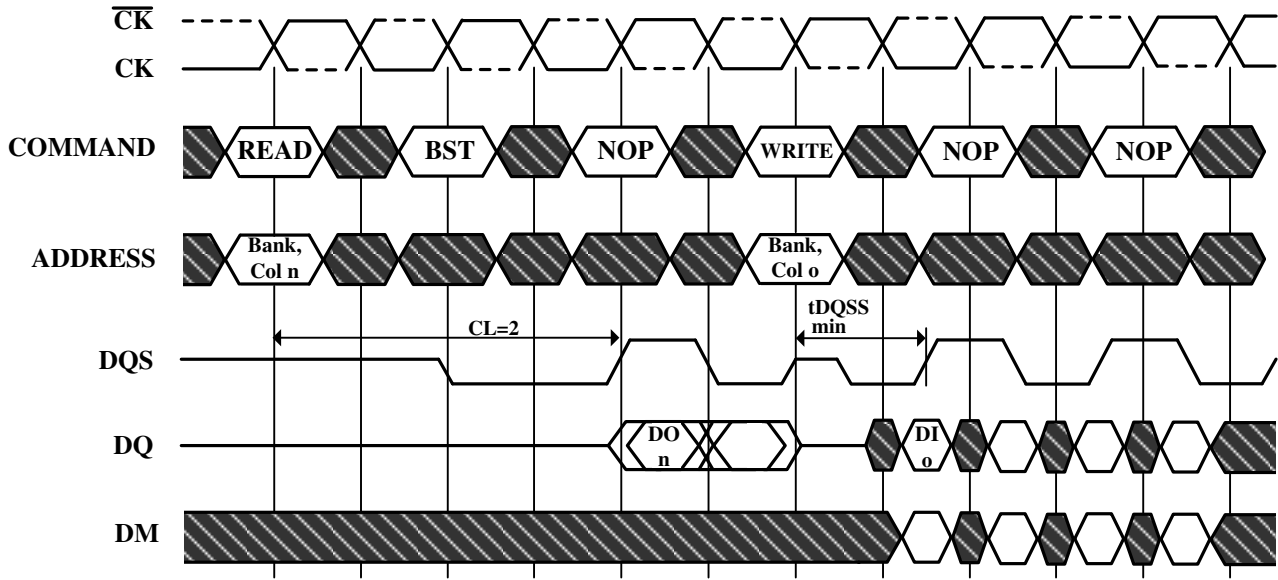 CK
CK
COMMAND
READ
BST
NOP
WRITE
NOP
NOP
ADDRESS
Bank,
Col n
Bank,
Col o
CL=2
tDQSS
min
DQS
DQ
DO
n
DI
o
DM